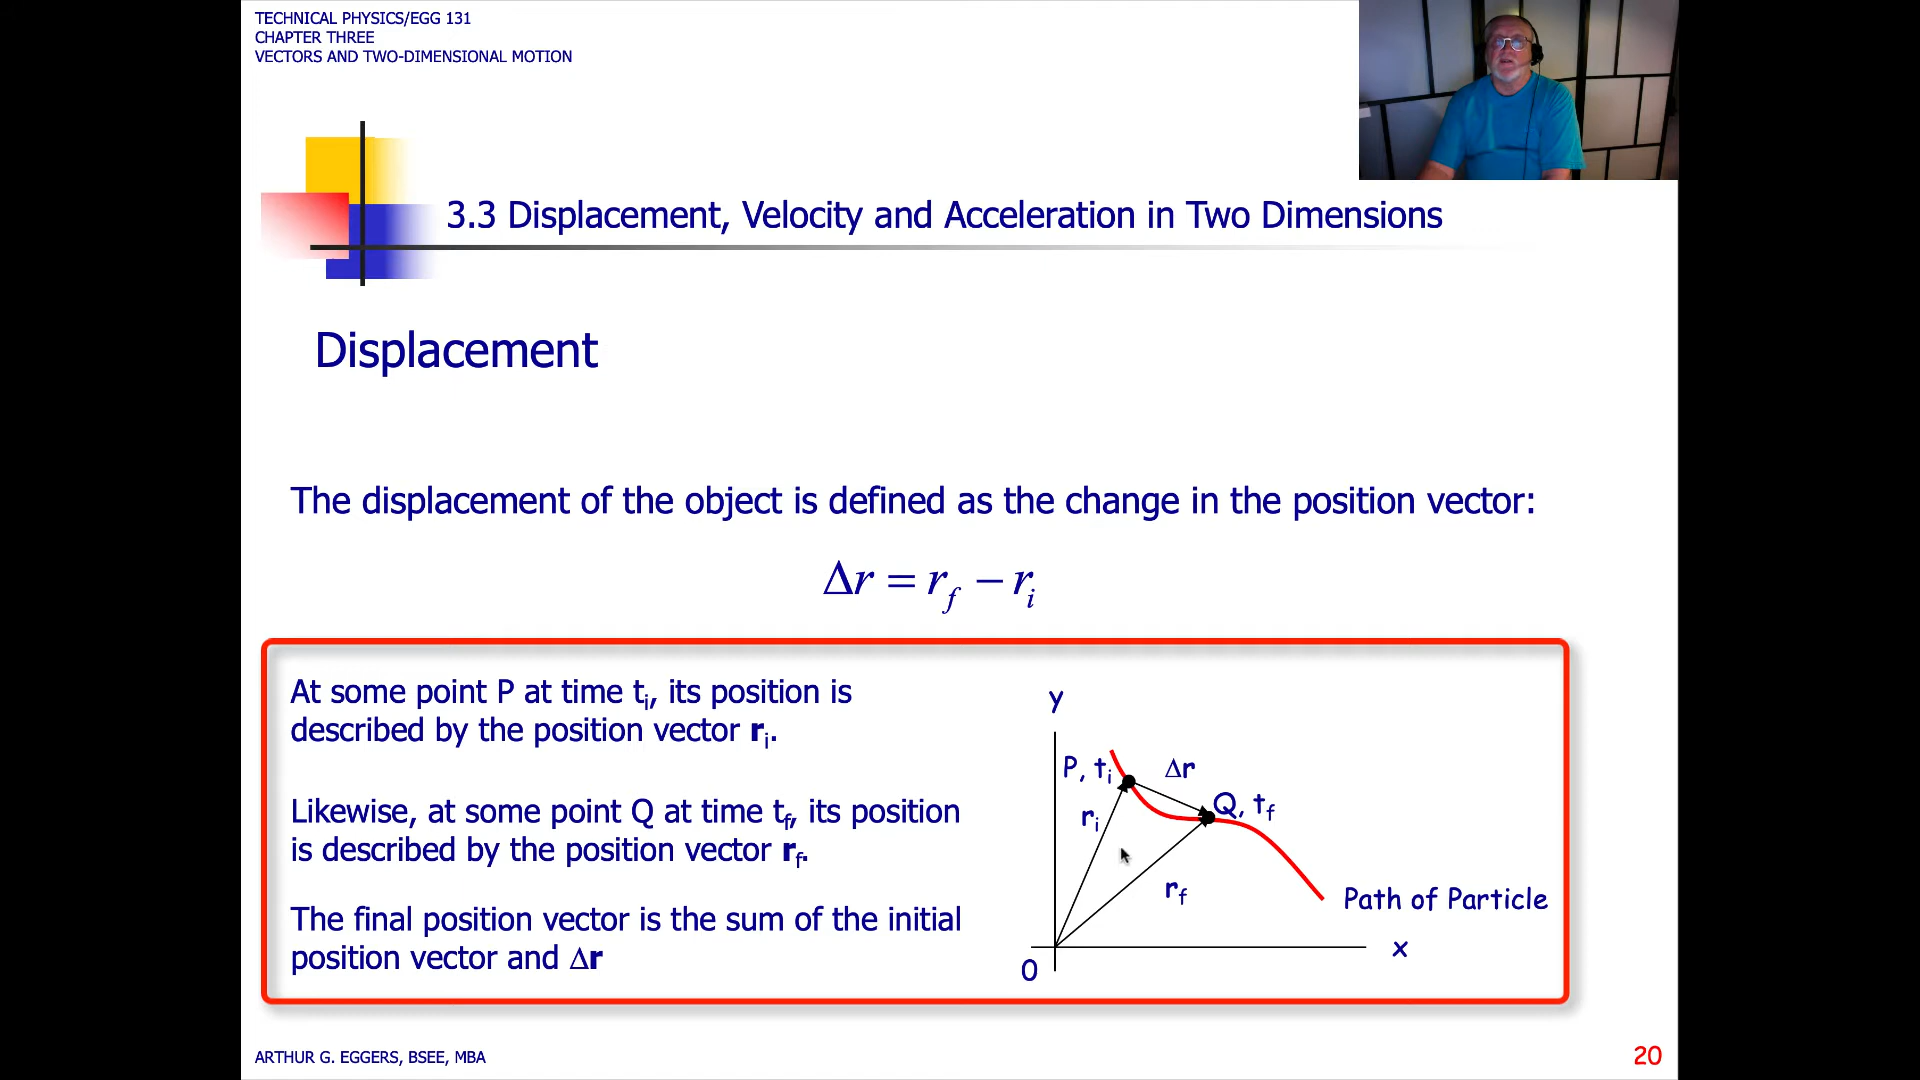 TECHNICAL PHYSICS/EGG 131
CHAPTER THREE
VECTORS AND TWO-DIMENSIONAL MOTION
3.3 Displacement, Velocity and Acceleration in Two Dimensions
Displacement
The displacement of the object is defined as the change in the position vector:
Δr = r_f − r_i
At some point P at time t_i, its position is
described by the position vector r_i.
Likewise, at some point Q at time t_f, its position
is described by the position vector r_f.
The final position vector is the sum of the initial
position vector and Δr
y
P, t_i
Δr
Q, t_f
r_i
r_f
Path of Particle
x
0
ARTHUR G. EGGERS, BSEE, MBA
20